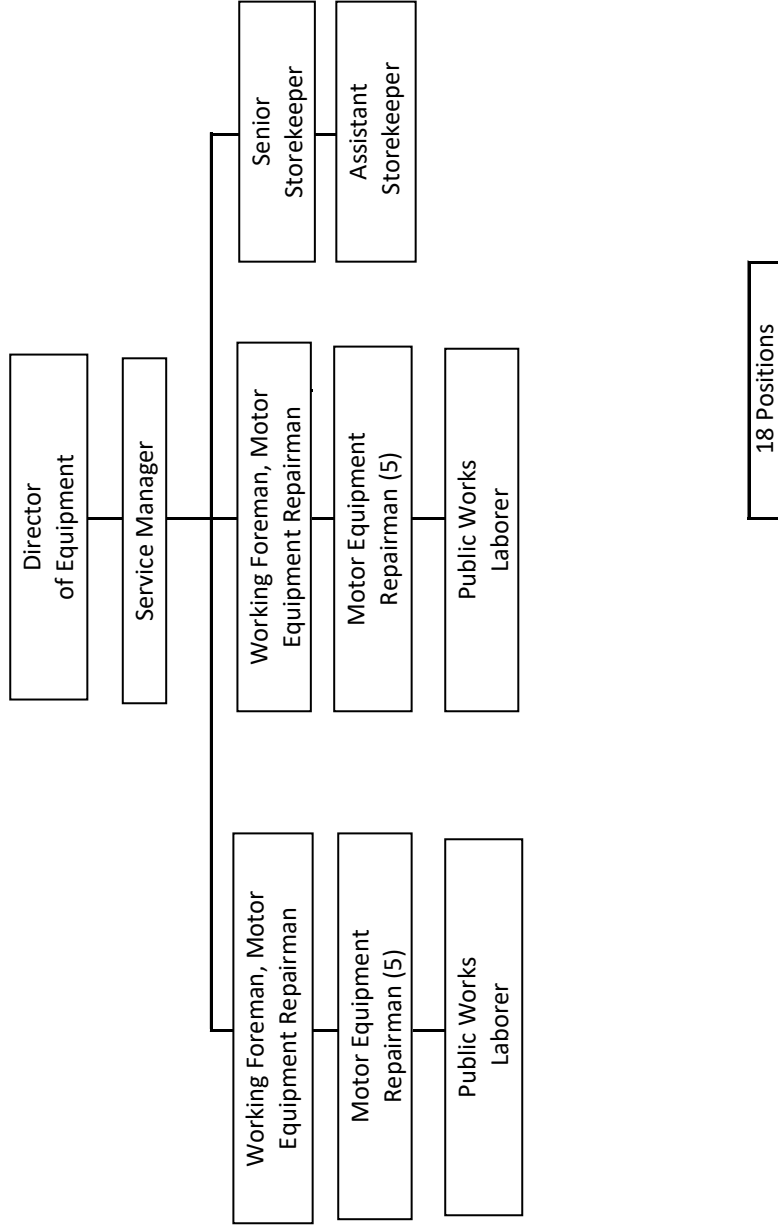 Director
of Equipment
Service Manager
Working Foreman, Motor
Equipment Repairman
Motor Equipment
Repairman (5)
Public Works
Laborer
Working Foreman, Motor
Equipment Repairman
Motor Equipment
Repairman (5)
Public Works
Laborer
Senior
Storekeeper
Assistant
Storekeeper
18 Positions